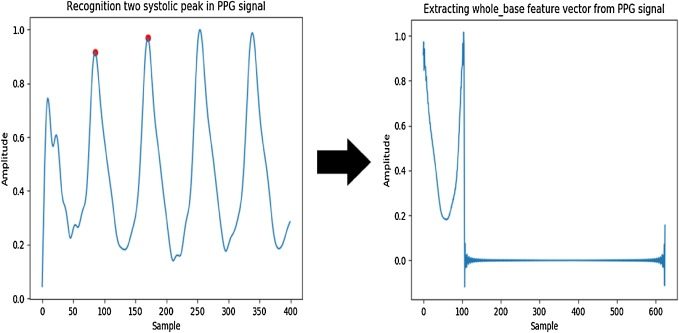 Recognition two systolic peak in PPG signal
1.0
0.8
0.6
0.4
0.2
0.0
Amplitude
0 50 100 150 200 250 300 350 400
Sample
Extracting whole_base feature vector from PPG signal
1.0
0.8
0.6
0.4
0.2
0.0
Amplitude
0 100 200 300 400 500 600
Sample